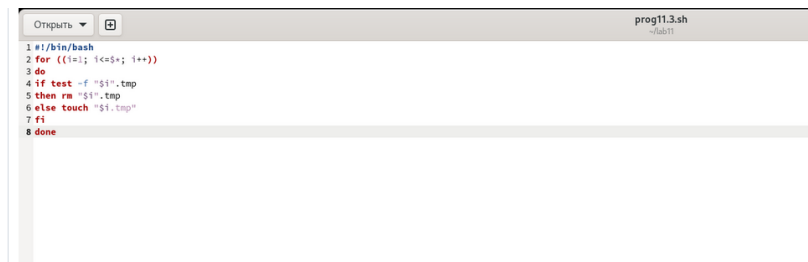 Открыть
prog11.3.sh
~/lab11
1 #!/bin/bash
2 for ((i=1; i<=$*; i++))
3 do
4 if test -f "$i".tmp
5 then rm "$i".tmp
6 else touch "$i.tmp"
7 fi
8 done